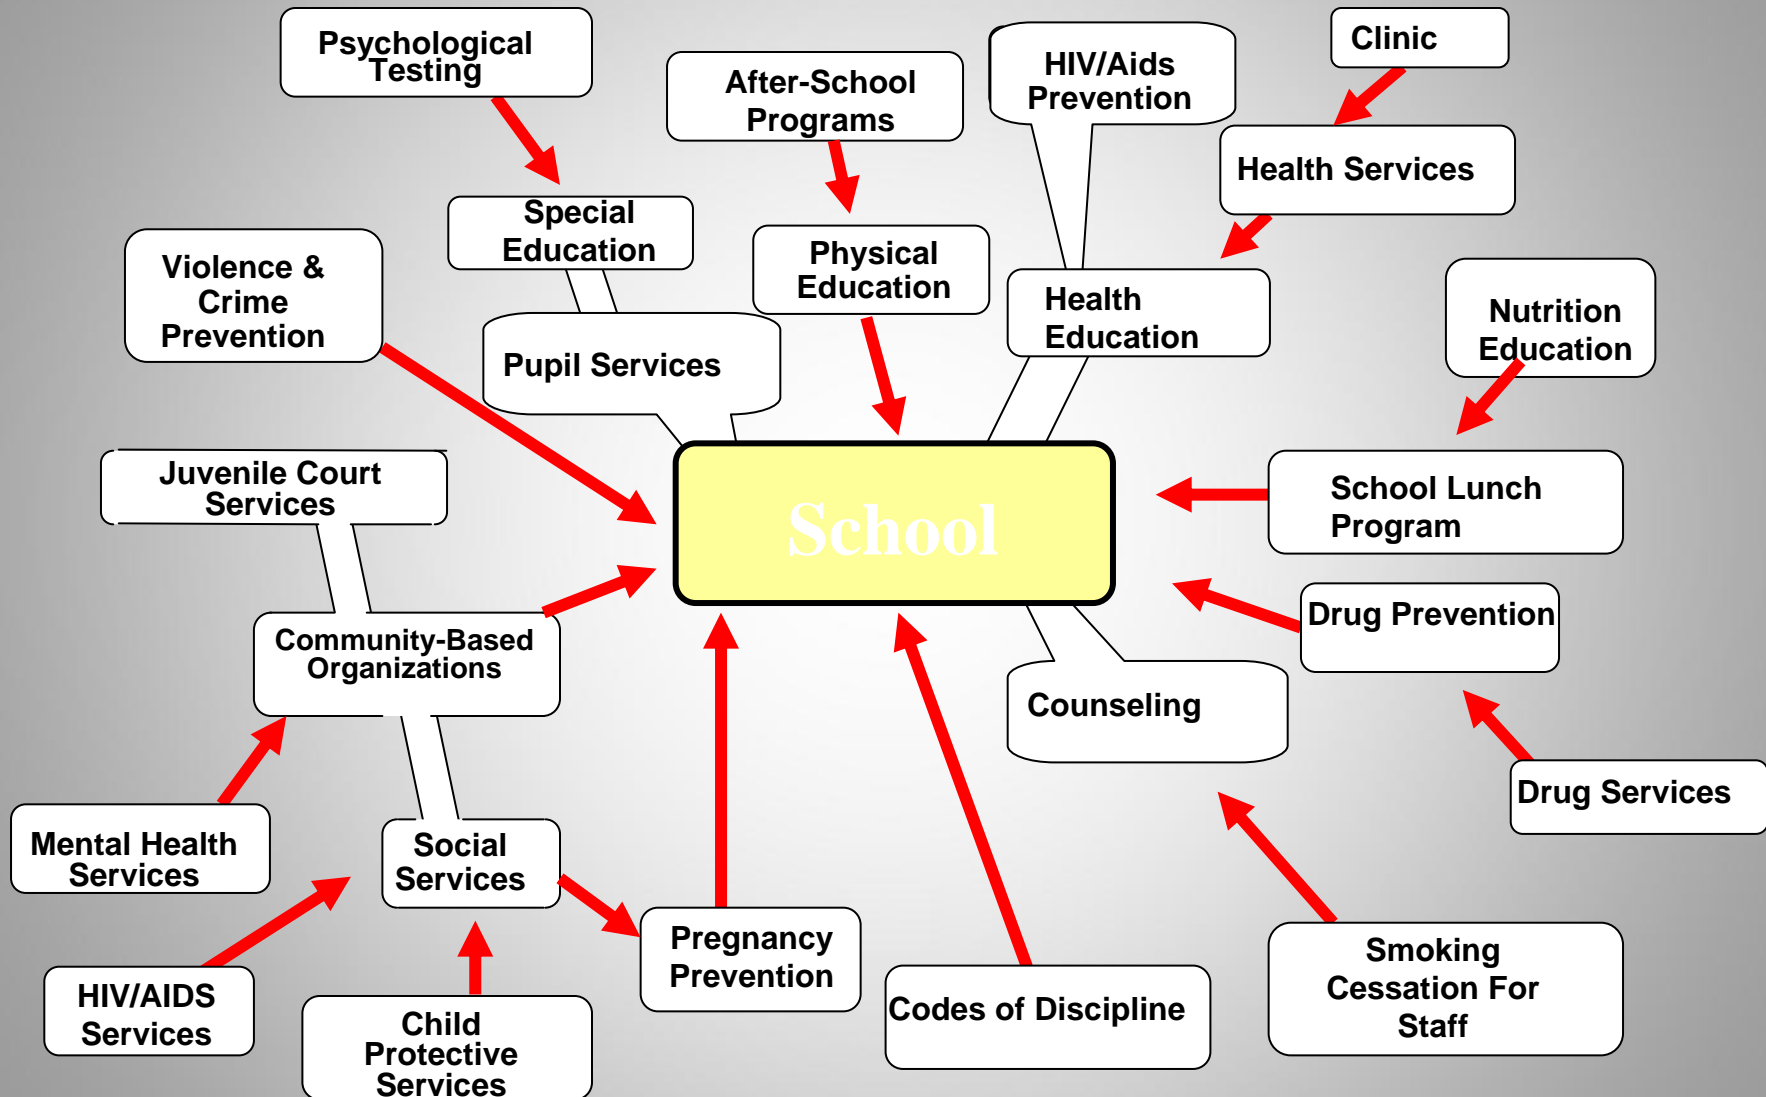 Psychological
Testing
After-School
Programs
HIV/Aids
Prevention
Clinic
Health Services
Special
Education
Physical
Education
Violence &
Crime
Prevention
Health
Education
Nutrition
Education
Pupil Services
Juvenile Court
Services
School
School Lunch
Program
Community-Based
Organizations
Drug Prevention
Counseling
Drug Services
Mental Health
Services
Social
Services
Pregnancy
Prevention
Smoking
Cessation For
Staff
HIV/AIDS
Services
Child
Protective
Services
Codes of Discipline